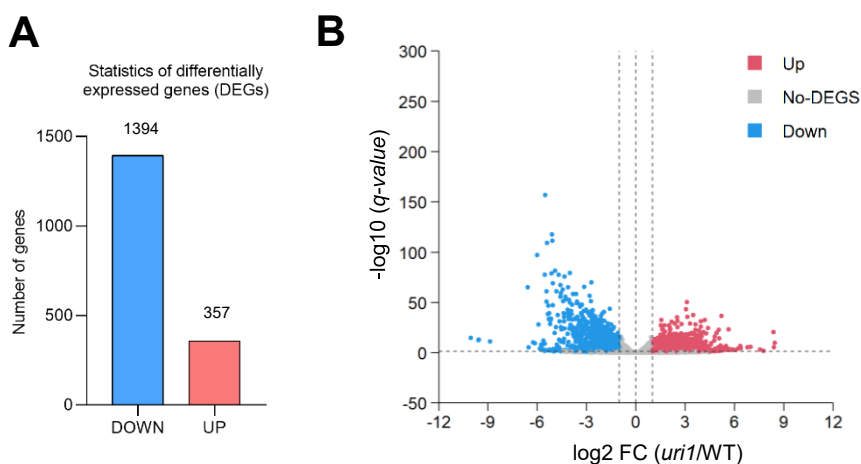 A
Statistics of differentially
expressed genes (DEGs)
1394
357
1500
1000
500
0
Number of genes
DOWN
UP
B
300
250
200
150
100
50
0
-50
-log10 (q-value)
-12
-9
-6
-3
0
3
6
9
12
log2 FC (uri1/WT)
Up
No-DEGS
Down